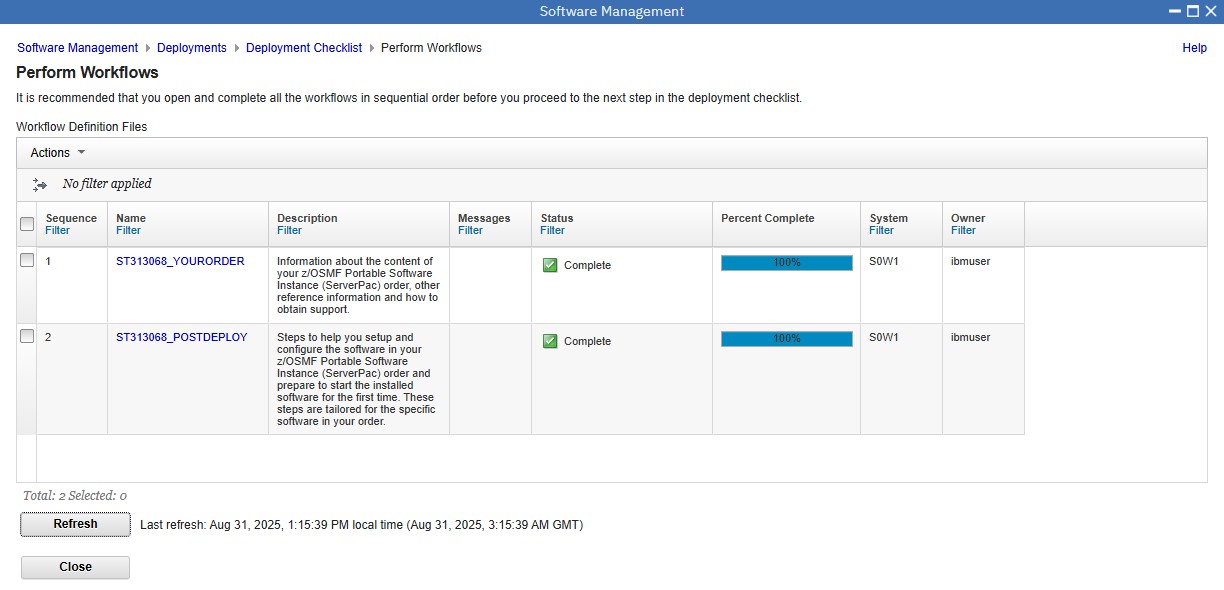 Software Management
Software Management Deployments Deployment Checklist Perform Workflows Help
Perform Workflows
It is recommended that you open and complete all the workflows in sequential order before you proceed to the next step in the deployment checklist.
Workflow Definition Files
Actions
No filter applied
Sequence Name Description Messages Status Percent Complete System Owner
Filter Filter Filter Filter Filter Filter Filter
1 ST313068_YOURORDER Information about the content of Complete 100% S0W1 ibmuser
your z/OSMF Portable Software
Instance (ServerPac) order, other
reference information and how to
obtain support.
2 ST313068_POSTDEPLOY Steps to help you setup and Complete 100% S0W1 ibmuser
configure the software in your
z/OSMF Portable Software
Instance (ServerPac) order and
prepare to start the installed
software for the first time. These
steps are tailored for the specific
software in your order.
Total: 2 Selected: 0
Refresh Last refresh: Aug 31, 2025, 1:15:39 PM local time (Aug 31, 2025, 3:15:39 AM GMT)
Close